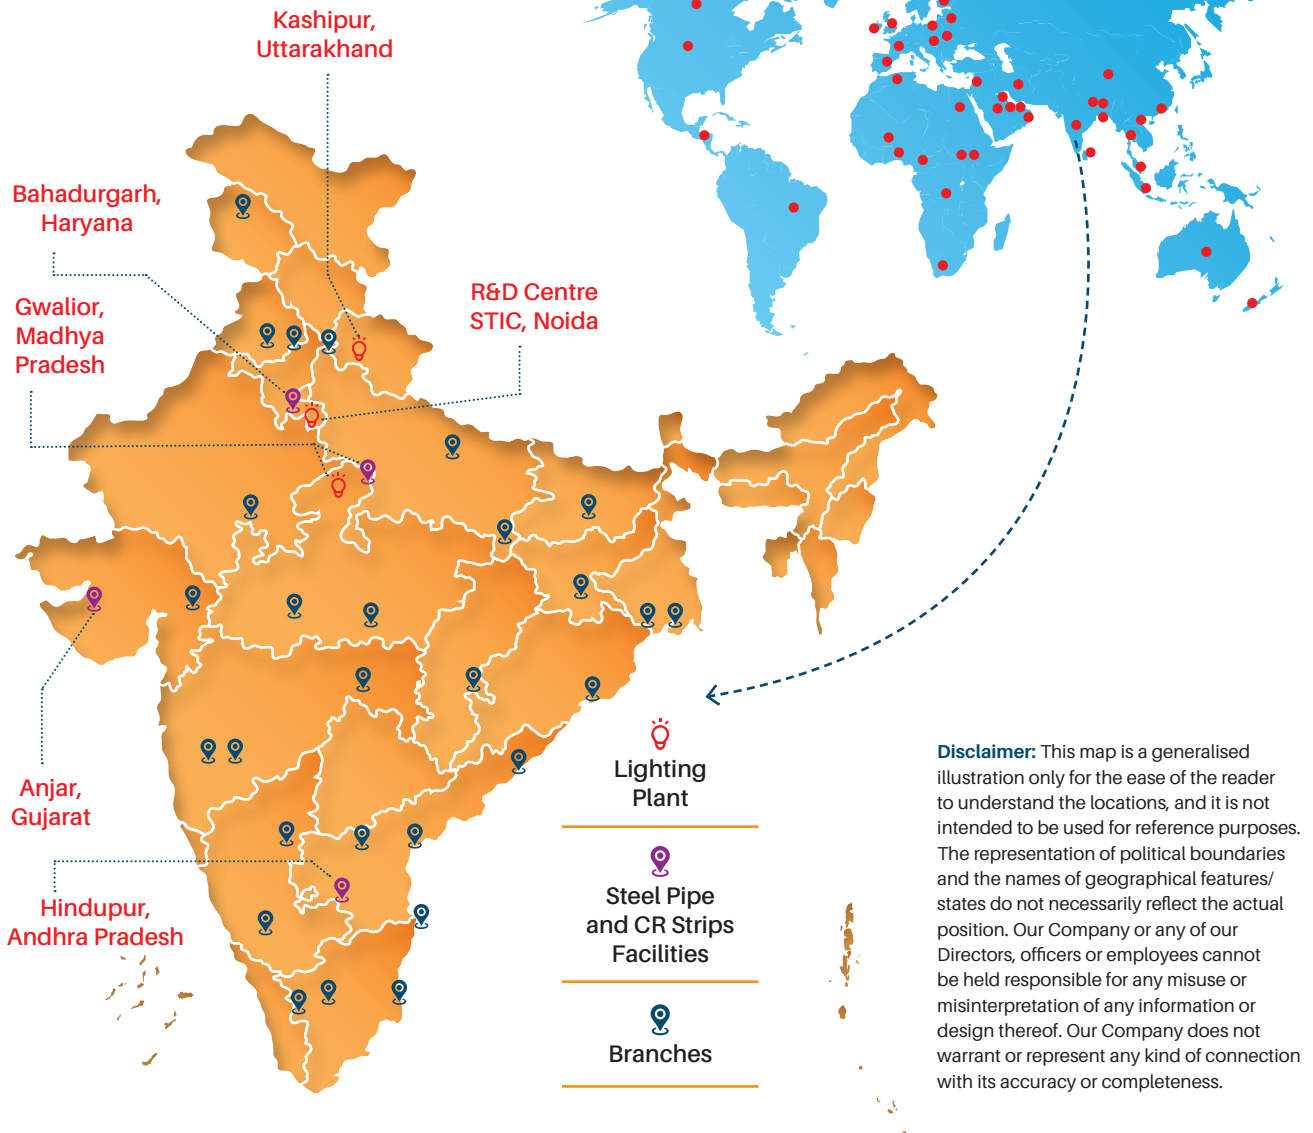 Kashipur,
Uttarakhand
Bahadurgarh,
Haryana
Gwalior,
Madhya
Pradesh
R&D Centre
STIC, Noida
Anjar,
Gujarat
Hindupur,
Andhra Pradesh
Lighting
Plant
Steel Pipe
and CR Strips
Facilities
Branches
Disclaimer: This map is a generalised
illustration only for the ease of the reader
to understand the locations, and it is not
intended to be used for reference purposes.
The representation of political boundaries
and the names of geographical features/
states do not necessarily reflect the actual
position. Our Company or any of our
Directors, officers or employees cannot
be held responsible for any misuse or
misinterpretation of any information or
design thereof. Our Company does not
warrant or represent any kind of connection
with its accuracy or completeness.